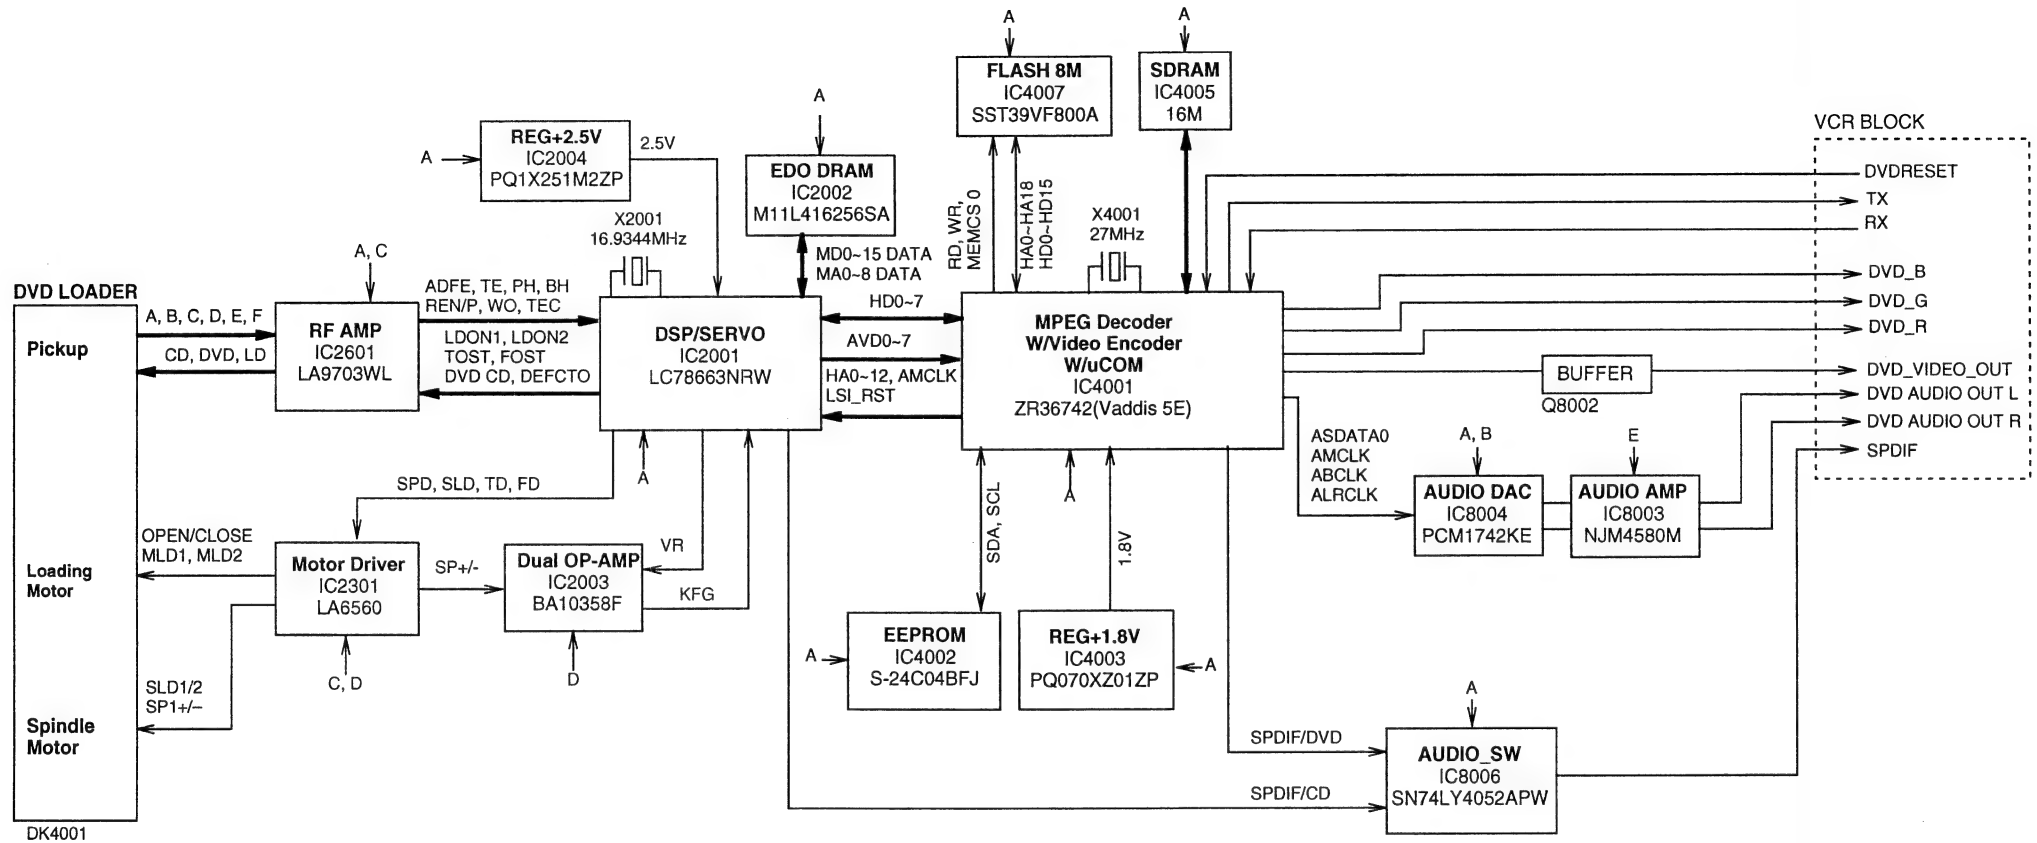 A
FLASH 8M
IC4007
SST39VF800A
A
SDRAM
IC4005
16M
VCR BLOCK
DVDRESET
TX
RX
DVD_B
DVD_G
DVD_R
DVD_VIDEO_OUT
DVD AUDIO OUT L
DVD AUDIO OUT R
SPDIF
A
REG+2.5V
IC2004
PQ1X251M2ZP
2.5V
A
EDO DRAM
IC2002
M11L416256SA
MD0~15 DATA
MA0~8 DATA
X2001
16.9344MHz
RD, WR,
MEMCS 0
HA0~HA18
HD0~HD15
X4001
27MHz
DVD LOADER
Pickup
Loading
Motor
Spindle
Motor
DK4001
A, B, C, D, E, F
CD, DVD, LD
A, C
RF AMP
IC2601
LA9703WL
ADFE, TE, PH, BH
REN/P, WO, TEC
LDON1, LDON2
TOST, FOST
DVD CD, DEFCTO
DSP/SERVO
IC2001
LC78663NRW
HD0~7
AVD0~7
HA0~12, AMCLK
LSI_RST
MPEG Decoder
W/Video Encoder
W/uCOM
IC4001
ZR36742(Vaddis 5E)
BUFFER
Q8002
ASDATA0
AMCLK
ABCLK
ALRCLK
A, B
AUDIO DAC
IC8004
PCM1742KE
E
AUDIO AMP
IC8003
NJM4580M
SPD, SLD, TD, FD
A
OPEN/CLOSE
MLD1, MLD2
Motor Driver
IC2301
LA6560
C, D
SP+/-
Dual OP-AMP
IC2003
BA10358F
D
VR
KFG
SLD1/2
SP1+/–
SDA, SCL
A
1.8V
A
EEPROM
IC4002
S-24C04BFJ
REG+1.8V
IC4003
PQ070XZ01ZP
A
SPDIF/DVD
SPDIF/CD
A
AUDIO_SW
IC8006
SN74LY4052APW